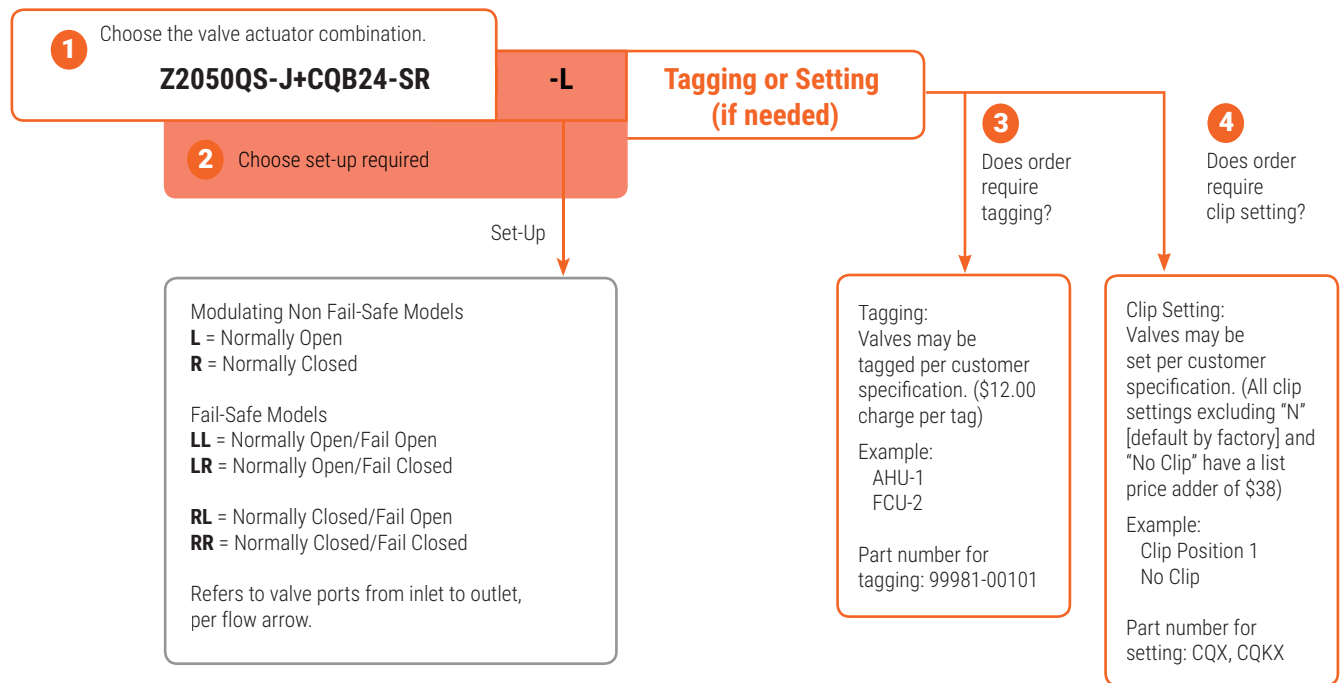 1
Choose the valve actuator combination.
Z2050QS-J+CQB24-SR
-L
Tagging or Setting
(if needed)
2
Choose set-up required
Set-Up
Modulating Non Fail-Safe Models
L = Normally Open
R = Normally Closed
Fail-Safe Models
LL = Normally Open/Fail Open
LR = Normally Open/Fail Closed
RL = Normally Closed/Fail Open
RR = Normally Closed/Fail Closed
Refers to valve ports from inlet to outlet,
per flow arrow.
3
Does order
require
tagging?
Tagging:
Valves may be
tagged per customer
specification. ($12.00
charge per tag)
Example:
AHU-1
FCU-2
Part number for
tagging: 99981-00101
4
Does order
require
clip setting?
Clip Setting:
Valves may be
set per customer
specification. (All clip
settings excluding “N”
[default by factory] and
“No Clip” have a list
price adder of $38)
Example:
Clip Position 1
No Clip
Part number for
setting: CQX, CQKX